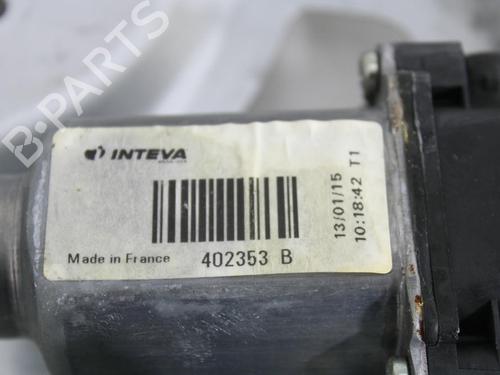 B-PARTS
INTEVA
Made in France
402353 B
13/01/15
10:18:42 T1